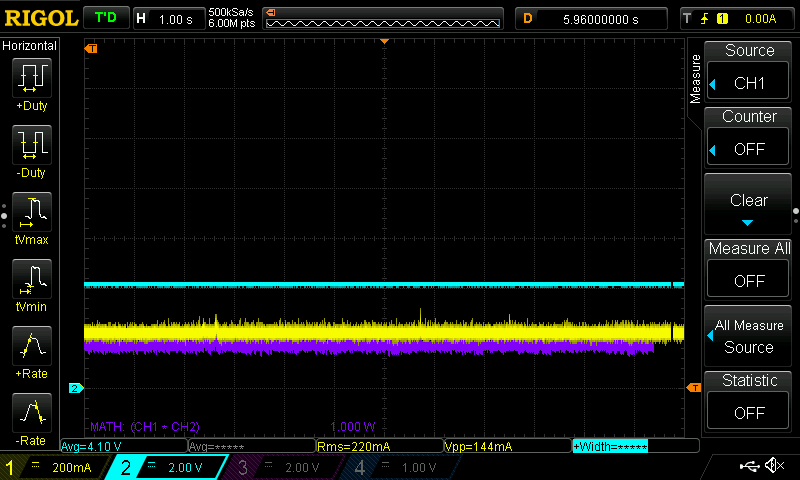 RIGOL T'D H 1.00 s 500kSa/s 6.00M pts D 5.96000000 s T 1 0.00A
Horizontal
+Duty
-Duty
tVmax
tVmin
+Rate
-Rate
T
2
T
MATH: (CH1 * CH2) 1.000 W
Avg=4.10 V Avg=***** Rms=220mA Vpp=144mA +Width=*****
1 200mA 2 2.00 V 3 2.00 V 4 1.00 V
Measure
Source
CH1
Counter
OFF
Clear
Measure All
OFF
All Measure
Source
Statistic
OFF